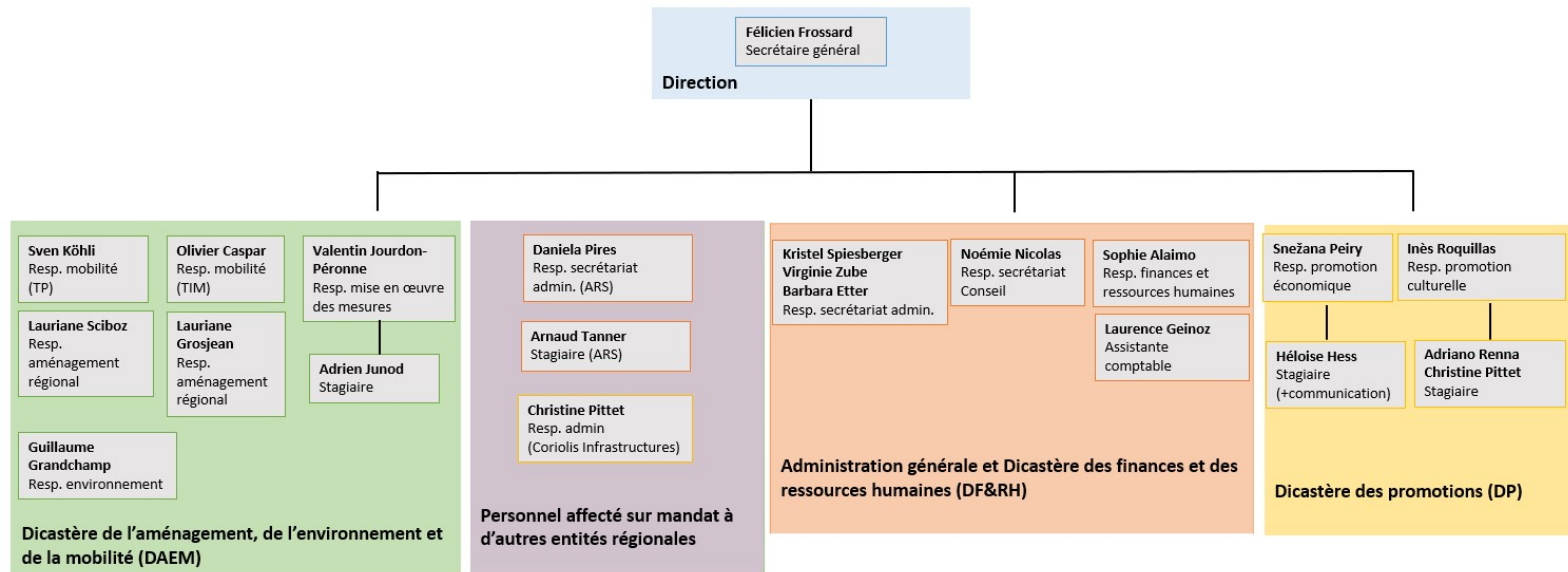 Félicien Frossard
Secrétaire général
Direction
Sven Köhli
Resp. mobilité
(TP)
Olivier Caspar
Resp. mobilité
(TIM)
Valentin Jourdon-
Péronne
Resp. mise en œuvre
des mesures
Lauriane Sciboz
Resp.
aménagement
régional
Lauriane
Grosjean
Resp.
aménagement
régional
Adrien Junod
Stagiaire
Guillaume
Grandchamp
Resp. environnement
Dicastère de l’aménagement, de l’environnement et
de la mobilité (DAEM)
Daniela Pires
Resp. secrétariat
admin. (ARS)
Arnaud Tanner
Stagiaire (ARS)
Christine Pittet
Resp. admin
(Coriolis Infrastructures)
Personnel affecté sur mandat à
d’autres entités régionales
Kristel Spiesberger
Virginie Zube
Barbara Etter
Resp. secrétariat admin.
Noémie Nicolas
Resp. secrétariat
Conseil
Sophie Alaimo
Resp. finances et
ressources humaines
Laurence Geinoz
Assistante
comptable
Administration générale et Dicastère des finances et des
ressources humaines (DF&RH)
Snežana Peiry
Resp. promotion
économique
Inès Roquillas
Resp. promotion
culturelle
Héloise Hess
Stagiaire
(+communication)
Adriano Renna
Christine Pittet
Stagiaire
Dicastère des promotions (DP)